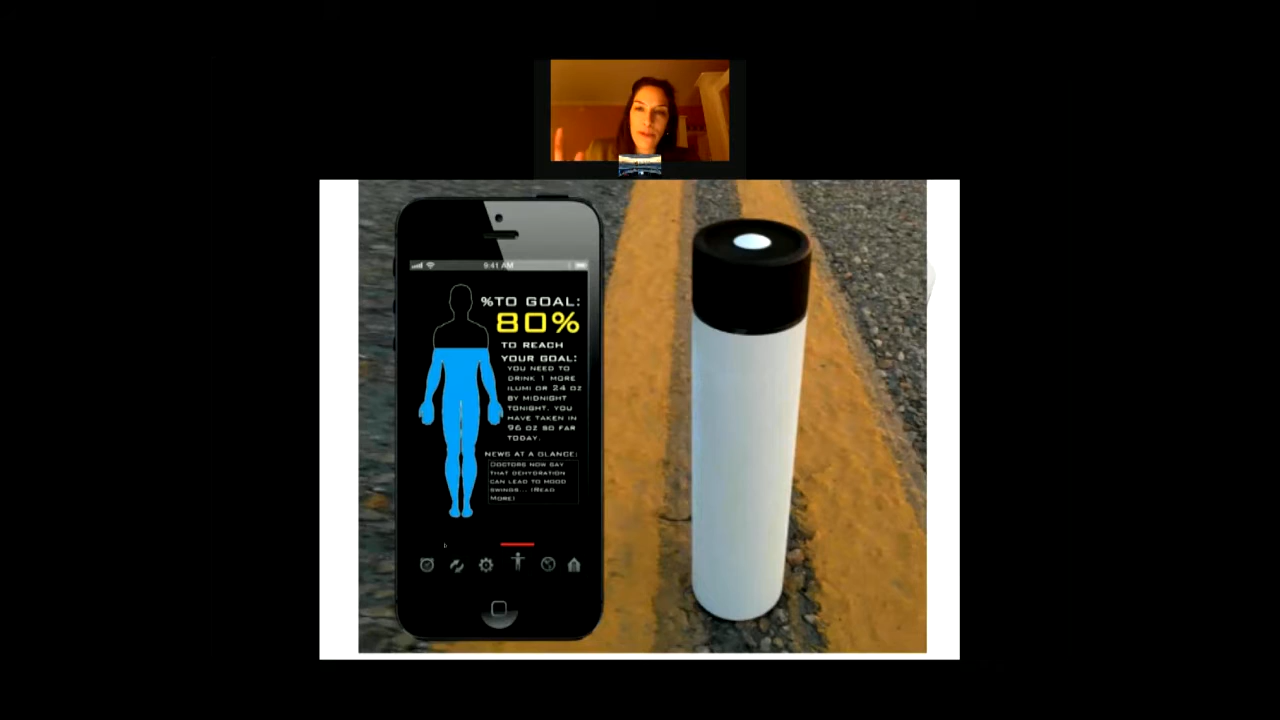 9:41 AM
%TO GOAL:
80%
TO REACH
YOUR GOAL:
YOU NEED TO
DRINK 1 MORE
ILUMI OR 24 OZ
BY MIDNIGHT
TONIGHT. YOU
HAVE TAKEN IN
96 OZ SO FAR
TODAY.
NEWS AT A GLANCE:
DOCTORS NOW SAY
THAT DEHYDRATION
CAN LEAD TO MOOD
SWINGS... (READ
MORE)